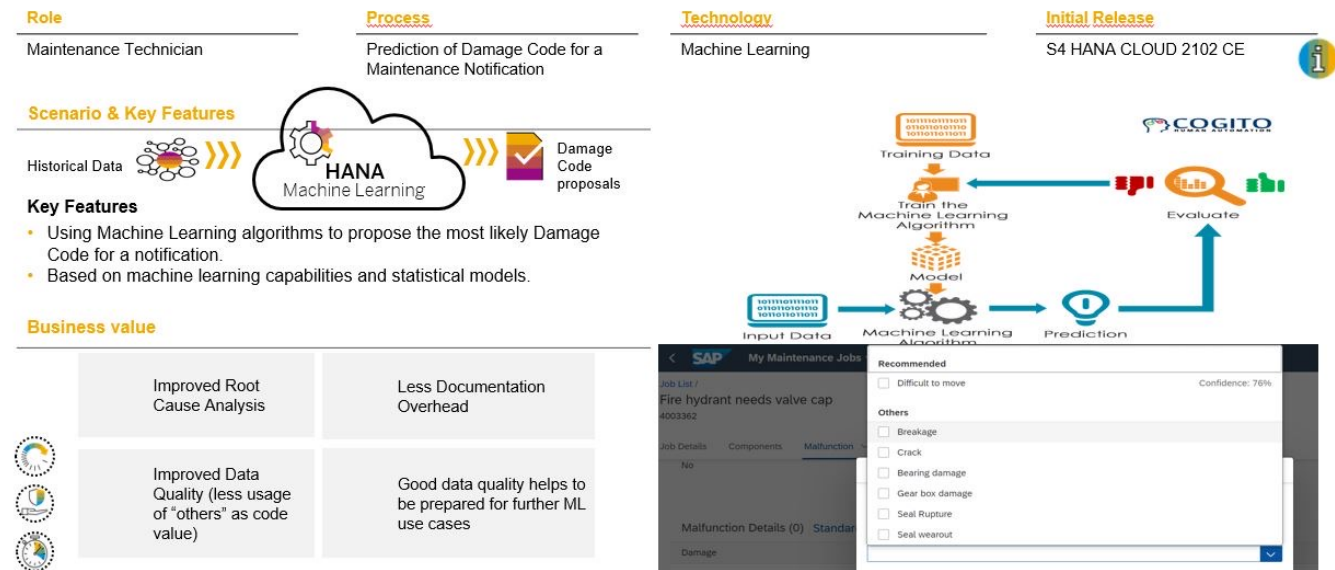 Role
Maintenance Technician
Process
Prediction of Damage Code for a
Maintenance Notification
Technology
Machine Learning
Initial Release
S4 HANA CLOUD 2102 CE
i
Scenario & Key Features
Historical Data
HANA
Machine Learning
Damage
Code
proposals
Key Features
• Using Machine Learning algorithms to propose the most likely Damage
Code for a notification.
• Based on machine learning capabilities and statistical models.
Business value
Improved Root
Cause Analysis
Less Documentation
Overhead
Improved Data
Quality (less usage
of “others” as code
value)
Good data quality helps to
be prepared for further ML
use cases
COGITO
HUMAN AUTOMATION
Training Data
Train the
Machine Learning
Algorithm
Evaluate
Model
Input Data
Machine Learning
Algorithm
Prediction
SAP
My Maintenance Jobs
Job List /
Fire hydrant needs valve cap
4003362
Job Details
Components
Malfunction
No
Malfunction Details (0)
Standar
Damage
Recommended
Difficult to move
Confidence: 76%
Others
Breakage
Crack
Bearing damage
Gear box damage
Seal Rupture
Seal wearout